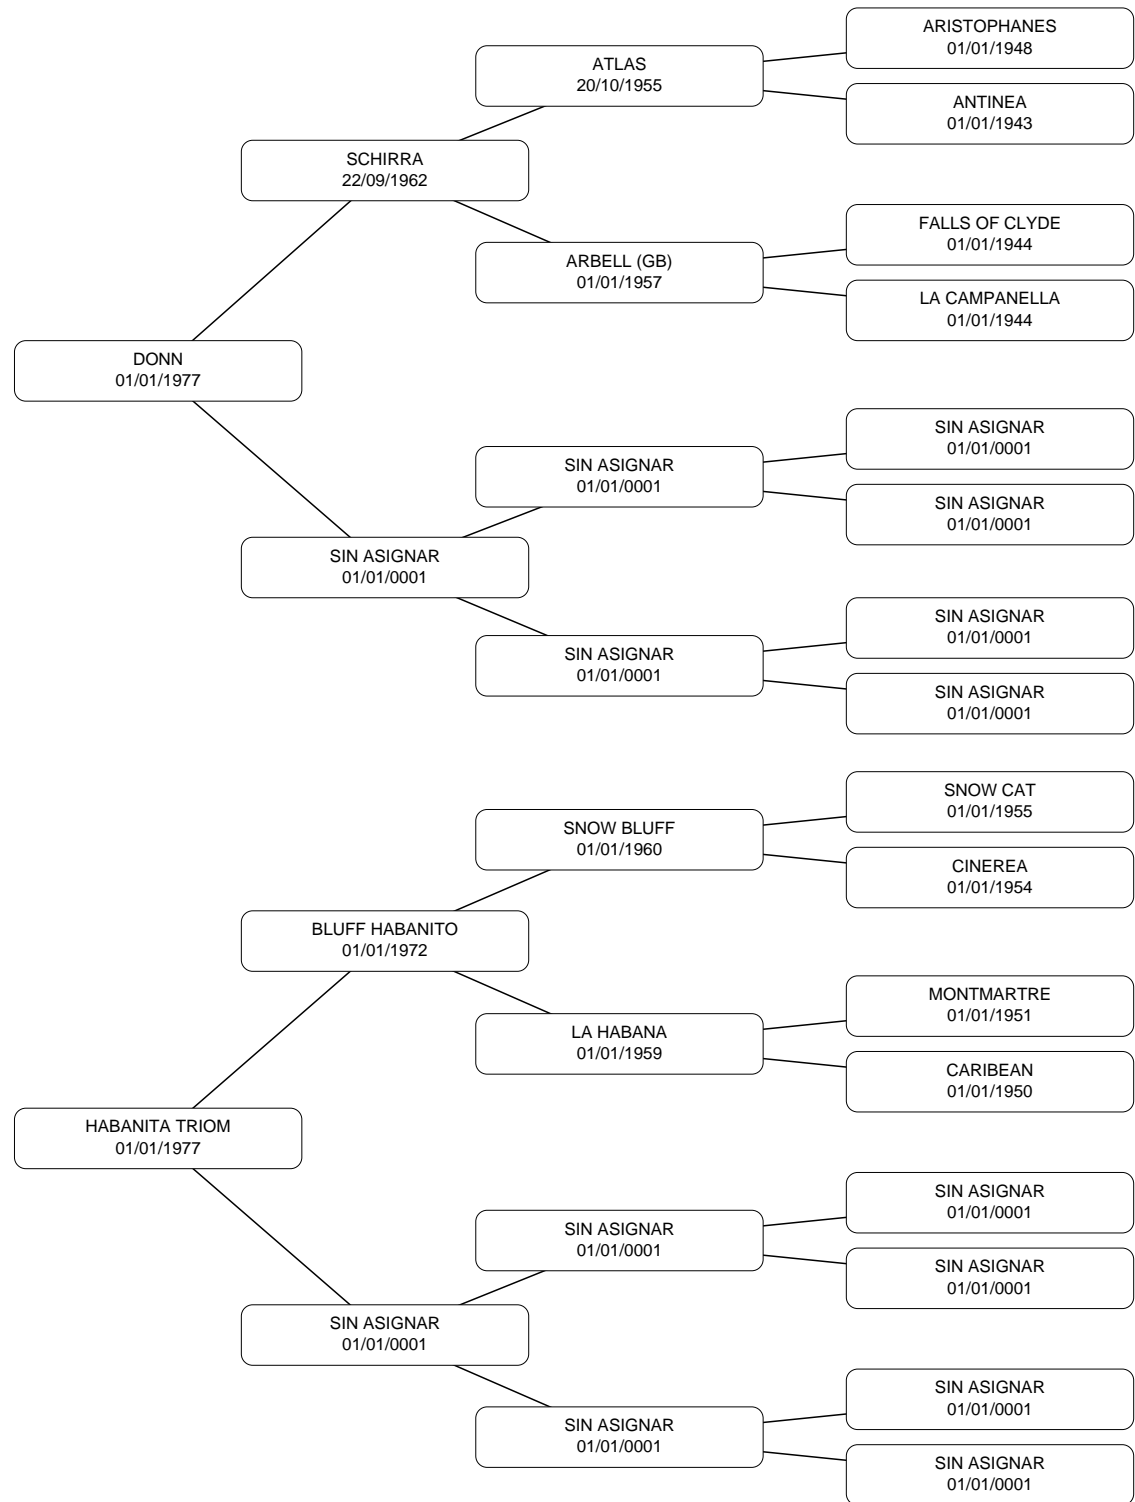 ARISTOPHANES
01/01/1948
ATLAS
20/10/1955
ANTINEA
01/01/1943
SCHIRRA
22/09/1962
FALLS OF CLYDE
01/01/1944
ARBELL (GB)
01/01/1957
LA CAMPANELLA
01/01/1944
DONN
01/01/1977
SIN ASIGNAR
01/01/0001
SIN ASIGNAR
01/01/0001
SIN ASIGNAR
01/01/0001
SIN ASIGNAR
01/01/0001
SIN ASIGNAR
01/01/0001
SIN ASIGNAR
01/01/0001
SIN ASIGNAR
01/01/0001
SNOW CAT
01/01/1955
SNOW BLUFF
01/01/1960
CINEREA
01/01/1954
BLUFF HABANITO
01/01/1972
MONTMARTRE
01/01/1951
LA HABANA
01/01/1959
CARIBEAN
01/01/1950
HABANITA TRIOM
01/01/1977
SIN ASIGNAR
01/01/0001
SIN ASIGNAR
01/01/0001
SIN ASIGNAR
01/01/0001
SIN ASIGNAR
01/01/0001
SIN ASIGNAR
01/01/0001
SIN ASIGNAR
01/01/0001
SIN ASIGNAR
01/01/0001